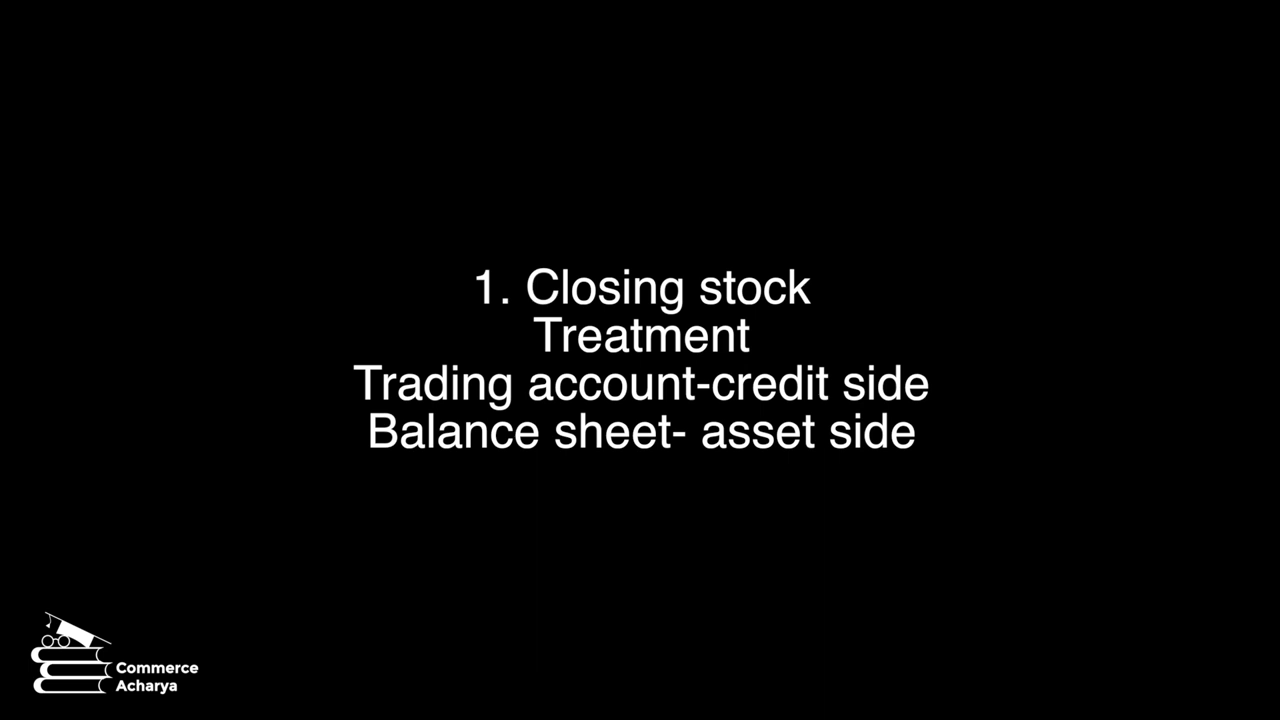 1. Closing stock
Treatment
Trading account-credit side
Balance sheet- asset side
Commerce
Acharya